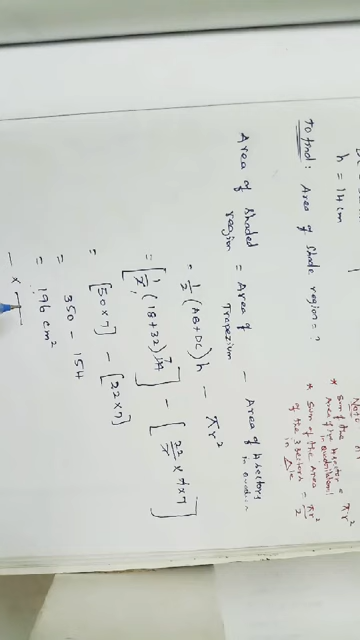 h = 14 cm
To find: Area of Shade region = ?
* Sum of the
Area of the 4 sectors = πr²
in quadrilateral
* Sum of the Area
of the 3 sectors = πr²/2
in Δle
Area of Shaded region = Area of Trapezium - Area of 4 sectors
= 1/2 (AB + DC) h - πr²
= [1/2 (18 + 32) 14 7] - [22/7 x 7 x 7]
= [50 x 7] - [22 x 7]
= 350 - 154
= 196 cm²
- x